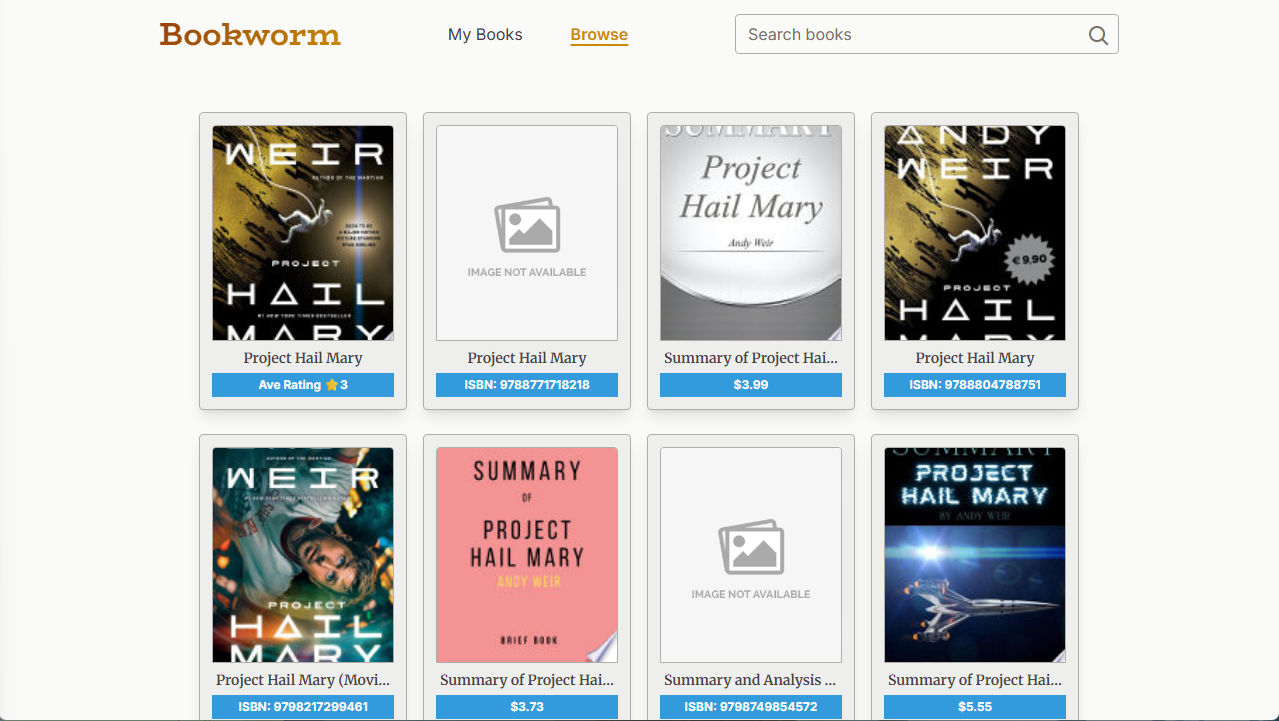 Bookworm
My Books
Browse
Search books
WEIR
AUTHOR OF THE MARTIAN
SOON TO BE
A MAJOR MOTION
PICTURE STARRING
RYAN GOSLING
PROJECT
HAIL
#1 NEW YORK TIMES BESTSELLER
MARY
Project Hail Mary
Ave Rating ⭐3
IMAGE NOT AVAILABLE
Project Hail Mary
ISBN: 9788771718218
SUMMARY
Project
Hail Mary
Andy Weir
Summary of Project Hai...
$3.99
ANDY
WEIR
€ 9,90
PROJECT
HAIL
MARY
Project Hail Mary
ISBN: 9788804788751
AUTHOR OF THE MARTIAN
WEIR
#1 NEW YORK TIMES BESTSELLING AUTHOR
PROJECT
HAIL
MARY
Project Hail Mary (Movi...
ISBN: 9798217299461
SUMMARY
OF
PROJECT
HAIL MARY
ANDY WEIR
BRIEF BOOK
Summary of Project Hai...
$3.73
IMAGE NOT AVAILABLE
Summary and Analysis ...
ISBN: 9798749854572
SUMMARY
PROJECT
HAIL MARY
BY ANDY WEIR
Summary of Project Hai...
$5.55